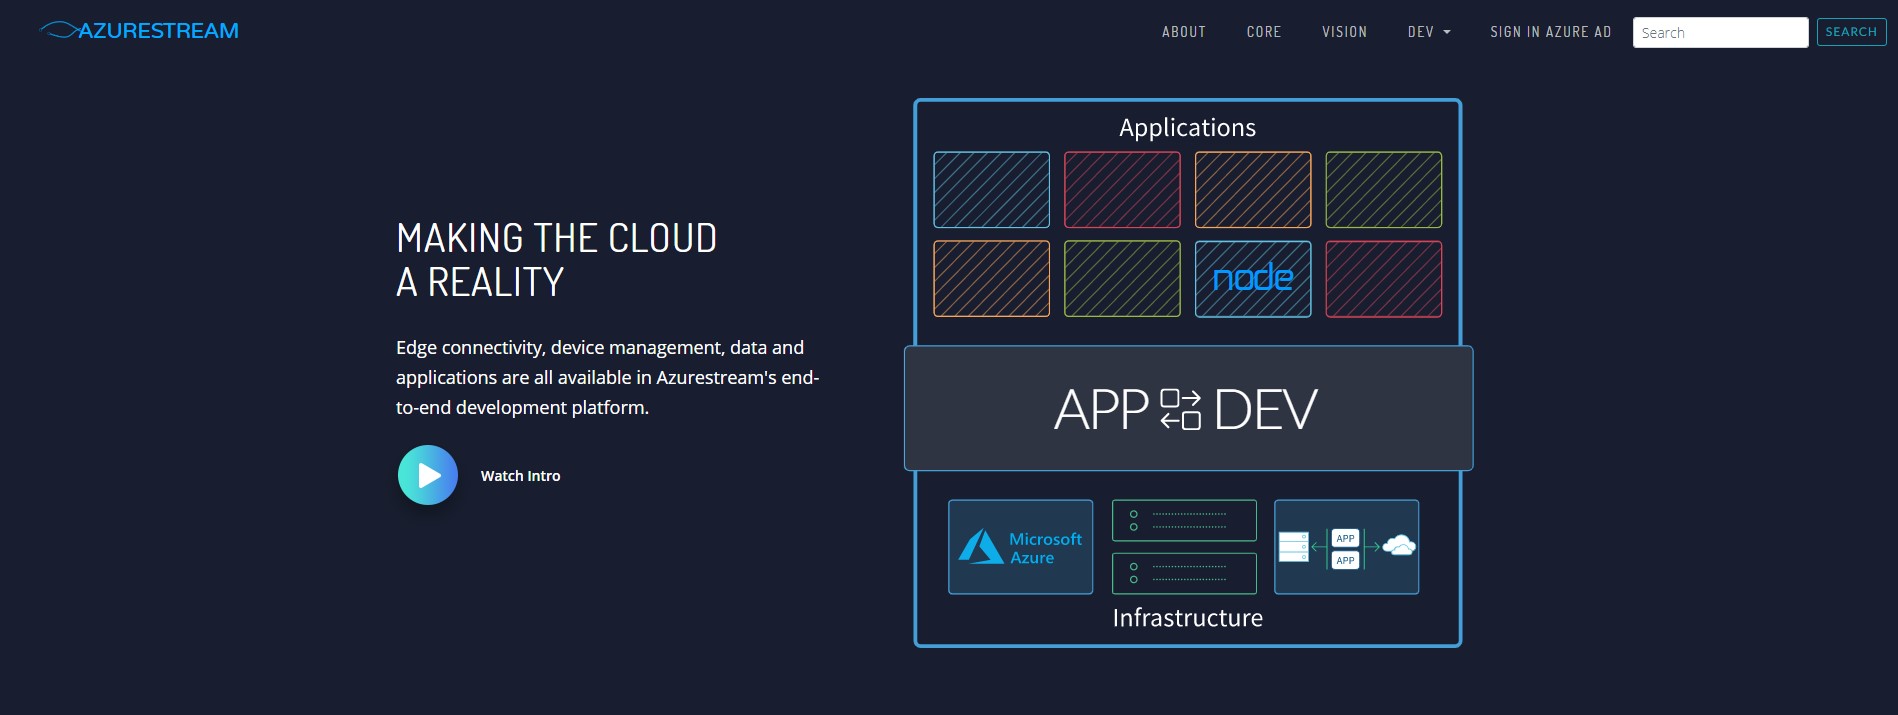 AZURESTREAM
ABOUT
CORE
VISION
DEV
SIGN IN AZURE AD
Search
SEARCH
MAKING THE CLOUD
A REALITY
Edge connectivity, device management, data and
applications are all available in Azurestream's end-
to-end development platform.
Watch Intro
Applications
node
APP DEV
Microsoft
Azure
APP
APP
Infrastructure